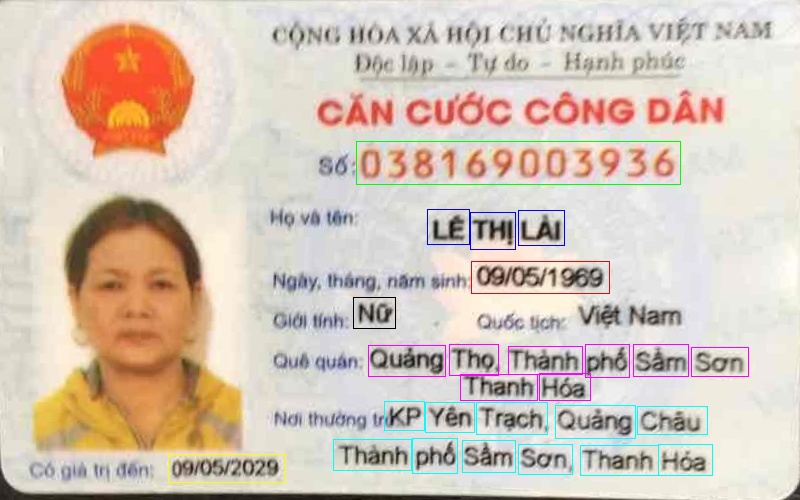 CỘNG HÒA XÃ HỘI CHỦ NGHĨA VIỆT NAM
Độc lập - Tự do - Hạnh phúc
CĂN CƯỚC CÔNG DÂN
Số: 038169003936
Họ và tên: LÊ THỊ LẢI
Ngày, tháng, năm sinh: 09/05/1969
Giới tính: Nữ Quốc tịch: Việt Nam
Quê quán: Quảng Thọ, Thành phố Sầm Sơn
Thanh Hóa
Nơi thường trú: KP Yên Trạch, Quảng Châu
Thành phố Sầm Sơn, Thanh Hóa
Có giá trị đến: 09/05/2029